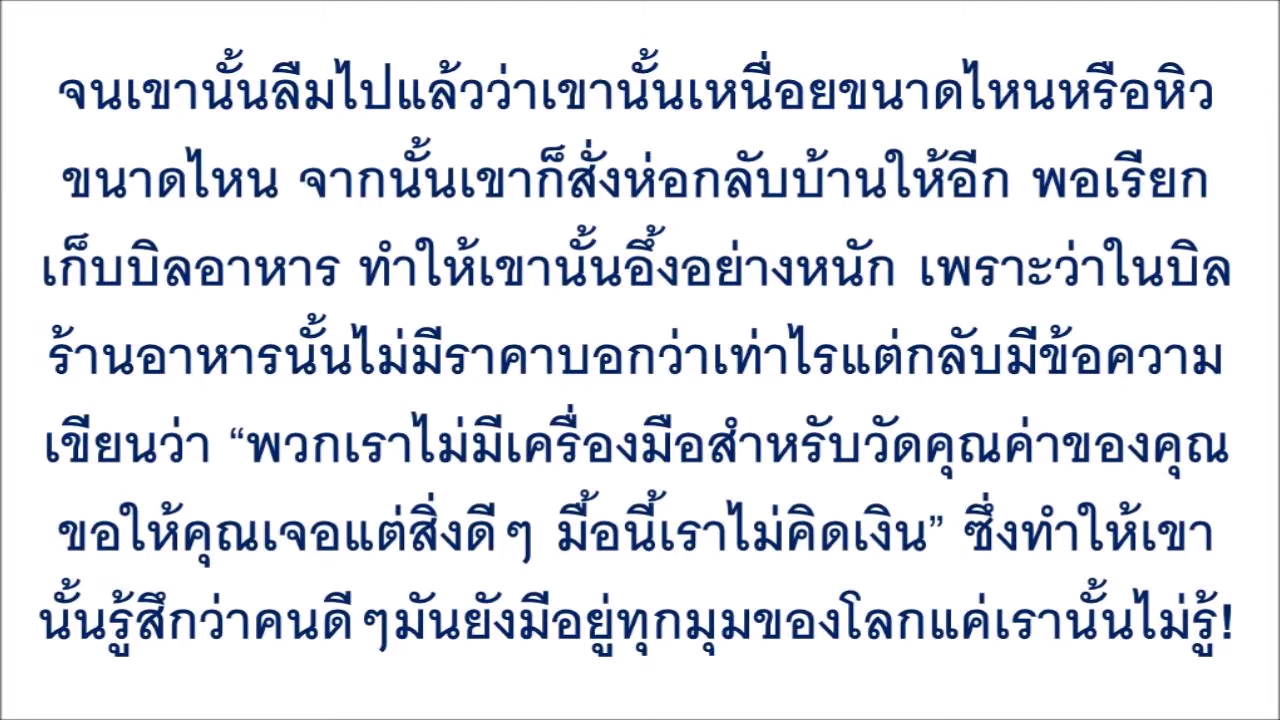 จนเขานั้นลืมไปแล้วว่าเขานั้นเหนื่อยขนาดไหนหรือหิว
ขนาดไหน จากนั้นเขาก็สั่งห่อกลับบ้านให้อีก พอเรียก
เก็บบิลอาหาร ทำให้เขานั้นอึ้งอย่างหนัก เพราะว่าในบิล
ร้านอาหารนั้นไม่มีราคาบอกว่าเท่าไรแต่กลับมีข้อความ
เขียนว่า “พวกเราไม่มีเครื่องมือสำหรับวัดคุณค่าของคุณ
ขอให้คุณเจอแต่สิ่งดีๆ มื้อนี้เราไม่คิดเงิน” ซึ่งทำให้เขา
นั้นรู้สึกว่าคนดีๆมันยังมีอยู่ทุกมุมของโลกแค่เรานั้นไม่รู้!